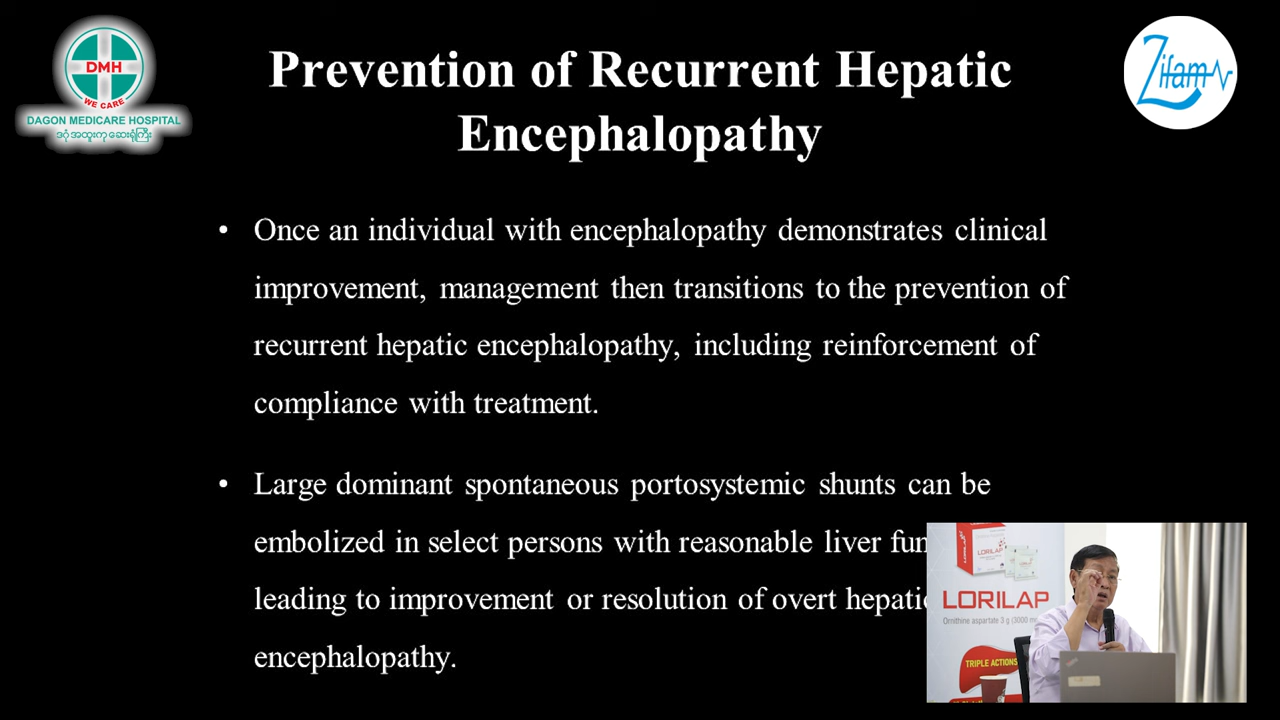 DMH
WE CARE
DAGON MEDICARE HOSPITAL
ဒဂုံအထူးကုဆေးရုံကြီး
Zifam
Prevention of Recurrent Hepatic
Encephalopathy
• Once an individual with encephalopathy demonstrates clinical
improvement, management then transitions to the prevention of
recurrent hepatic encephalopathy, including reinforcement of
compliance with treatment.
• Large dominant spontaneous portosystemic shunts can be
embolized in select persons with reasonable liver fun
leading to improvement or resolution of overt hepatic
encephalopathy.
LORILAP
LORILAP
Ornithine aspartate 3 g (3000 m
TRIPLE ACTIONS